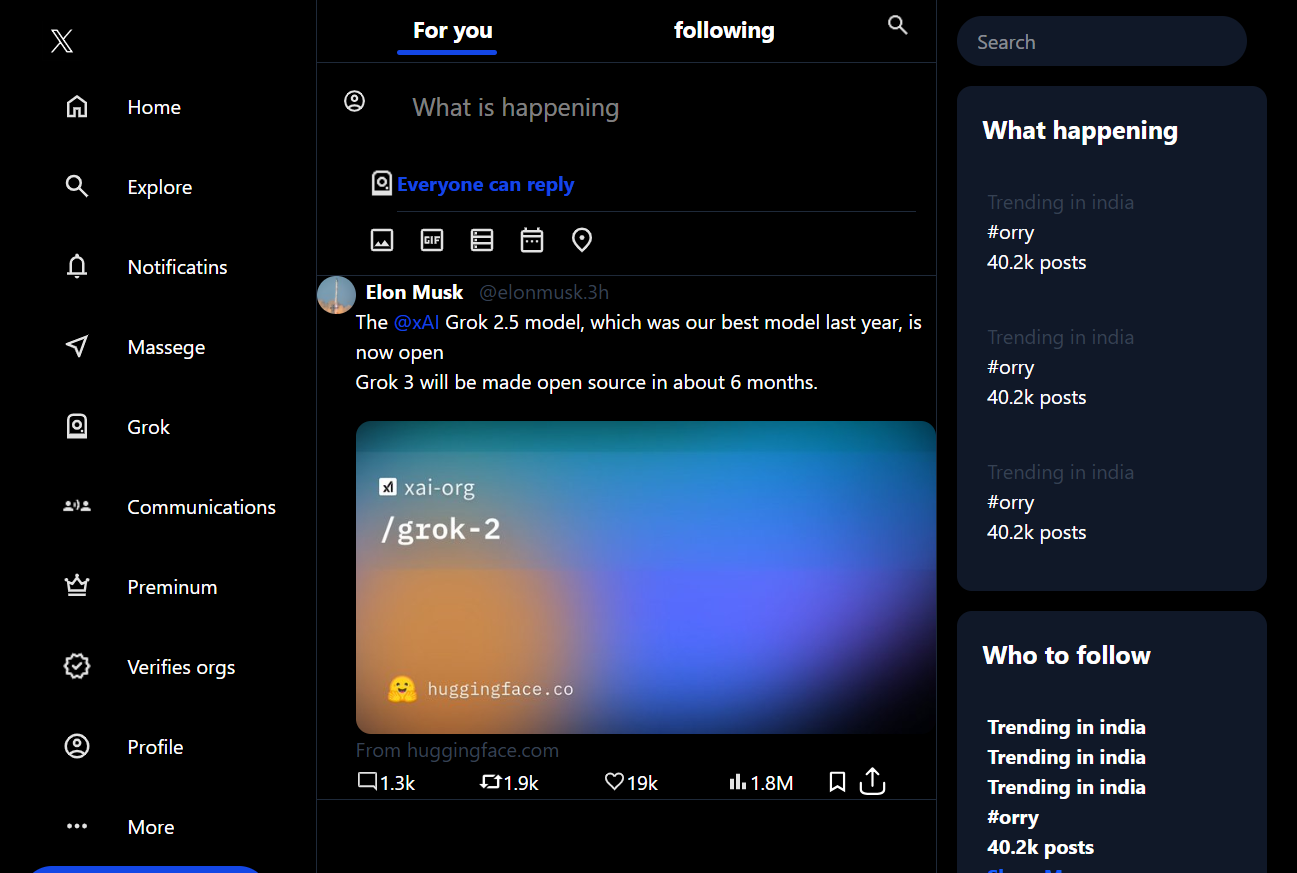 Home
Explore
Notificatins
Massege
Grok
Communications
Preminum
Verifies orgs
Profile
More
For you
following
What is happening
Everyone can reply
GIF
Elon Musk @elonmusk.3h
The @xAI Grok 2.5 model, which was our best model last year, is
now open
Grok 3 will be made open source in about 6 months.
xai-org
/grok-2
huggingface.co
From huggingface.com
1.3k 1.9k 19k 1.8M
Search
What happening
Trending in india
#orry
40.2k posts
Trending in india
#orry
40.2k posts
Trending in india
#orry
40.2k posts
Who to follow
Trending in india
Trending in india
Trending in india
#orry
40.2k posts